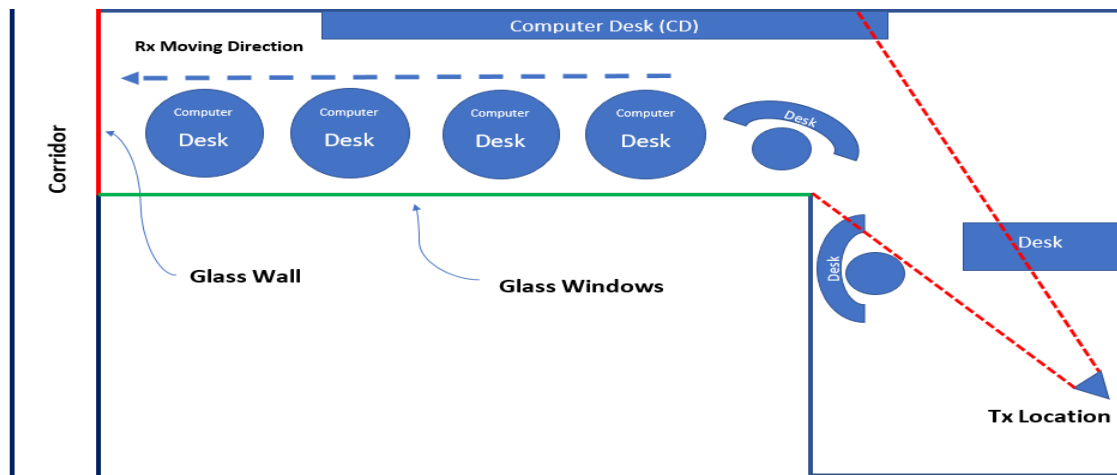 Computer Desk (CD)
Rx Moving Direction
Computer
Desk
Computer
Desk
Computer
Desk
Computer
Desk
Desk
Corridor
Desk
Desk
Glass Wall
Glass Windows
Tx Location